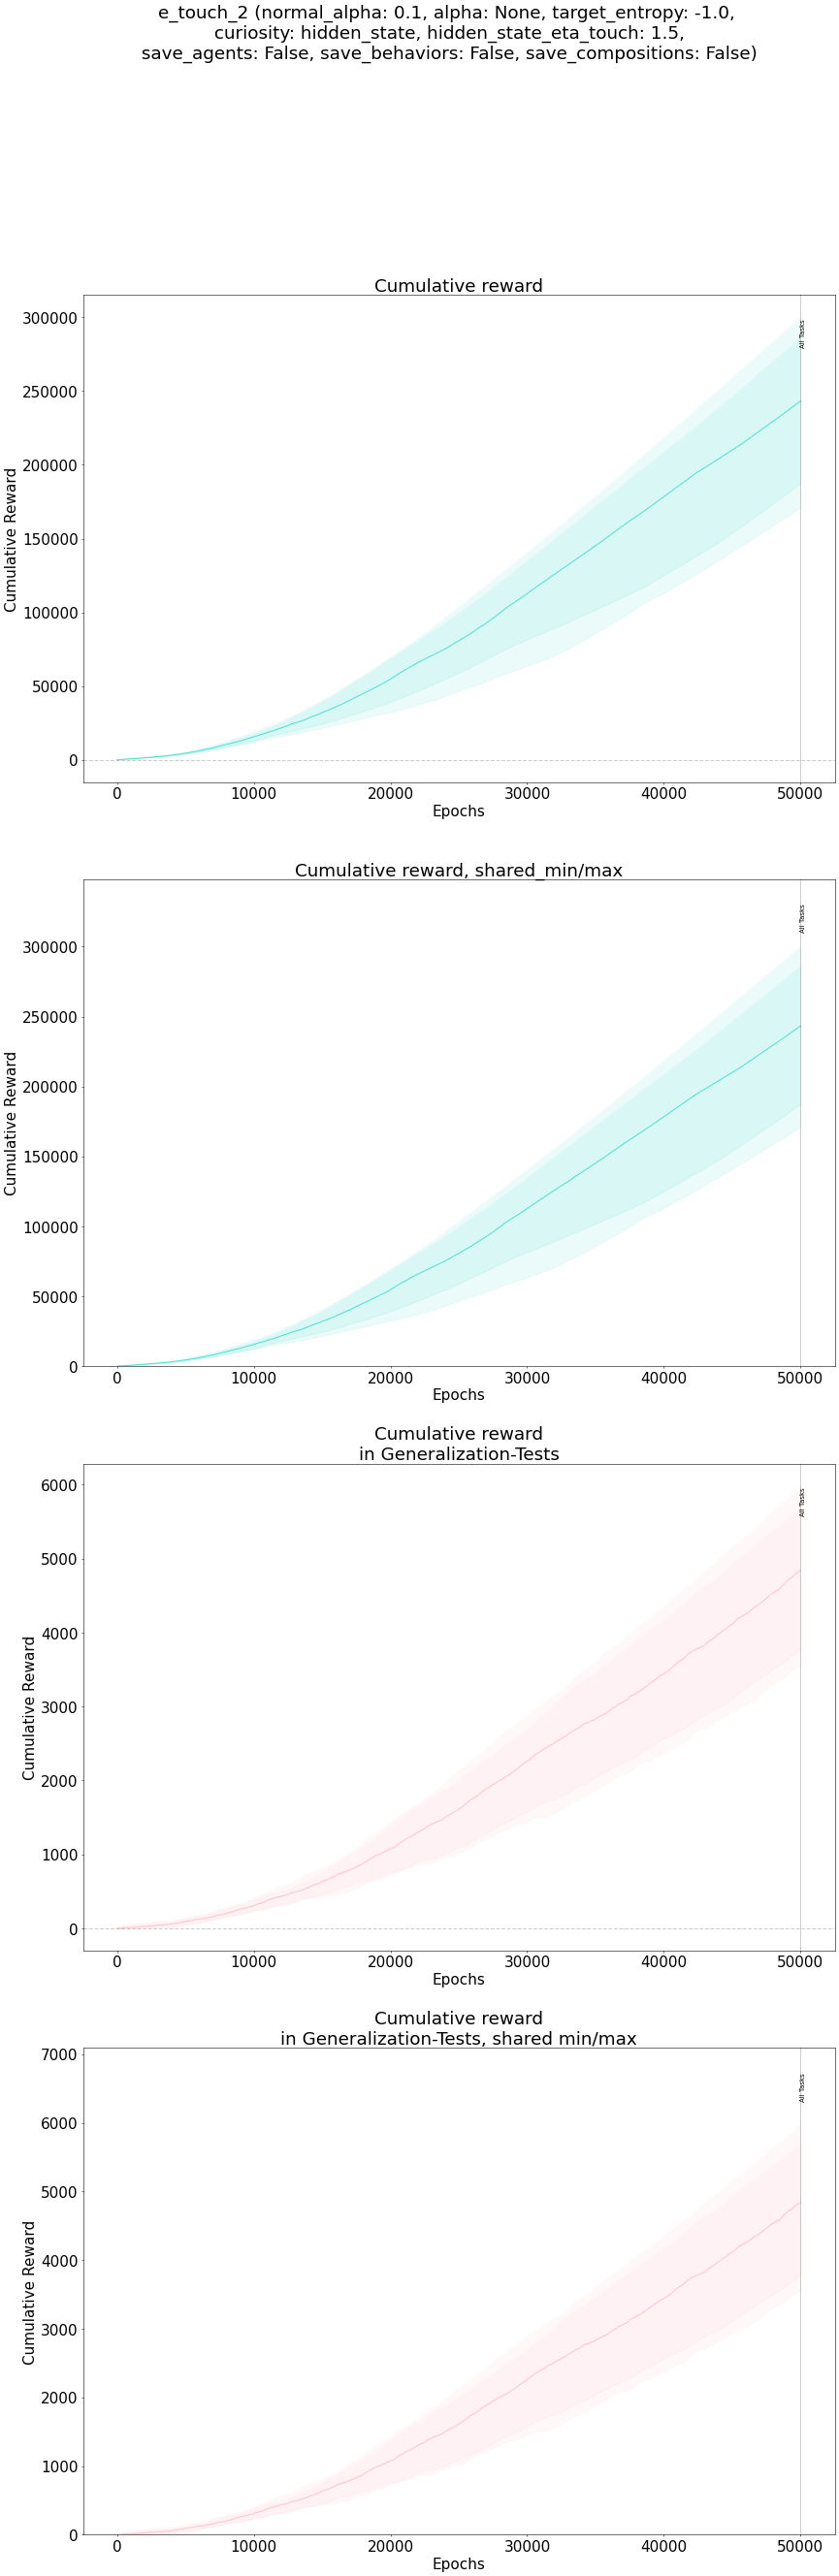 e_touch_2 (normal_alpha: 0.1, alpha: None, target_entropy: -1.0,
curiosity: hidden_state, hidden_state_eta_touch: 1.5,
save_agents: False, save_behaviors: False, save_compositions: False)
Cumulative reward
300000
250000
200000
150000
100000
50000
0
Cumulative Reward
All Tasks
0 10000 20000 30000 40000 50000
Epochs
Cumulative reward, shared_min/max
300000
250000
200000
150000
100000
50000
0
Cumulative Reward
All Tasks
0 10000 20000 30000 40000 50000
Epochs
Cumulative reward
in Generalization-Tests
6000
5000
4000
3000
2000
1000
0
Cumulative Reward
All Tasks
0 10000 20000 30000 40000 50000
Epochs
Cumulative reward
in Generalization-Tests, shared min/max
7000
6000
5000
4000
3000
2000
1000
0
Cumulative Reward
All Tasks
0 10000 20000 30000 40000 50000
Epochs